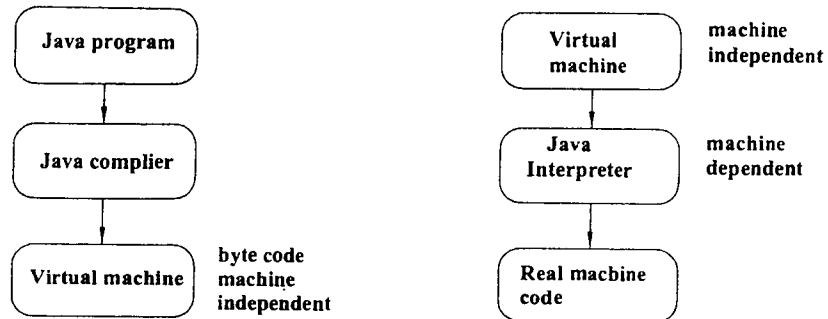 Java program
Java complier
Virtual machine
byte code
machine
independent
Virtual
machine
machine
independent
Java
Interpreter
machine
dependent
Real macbine
code